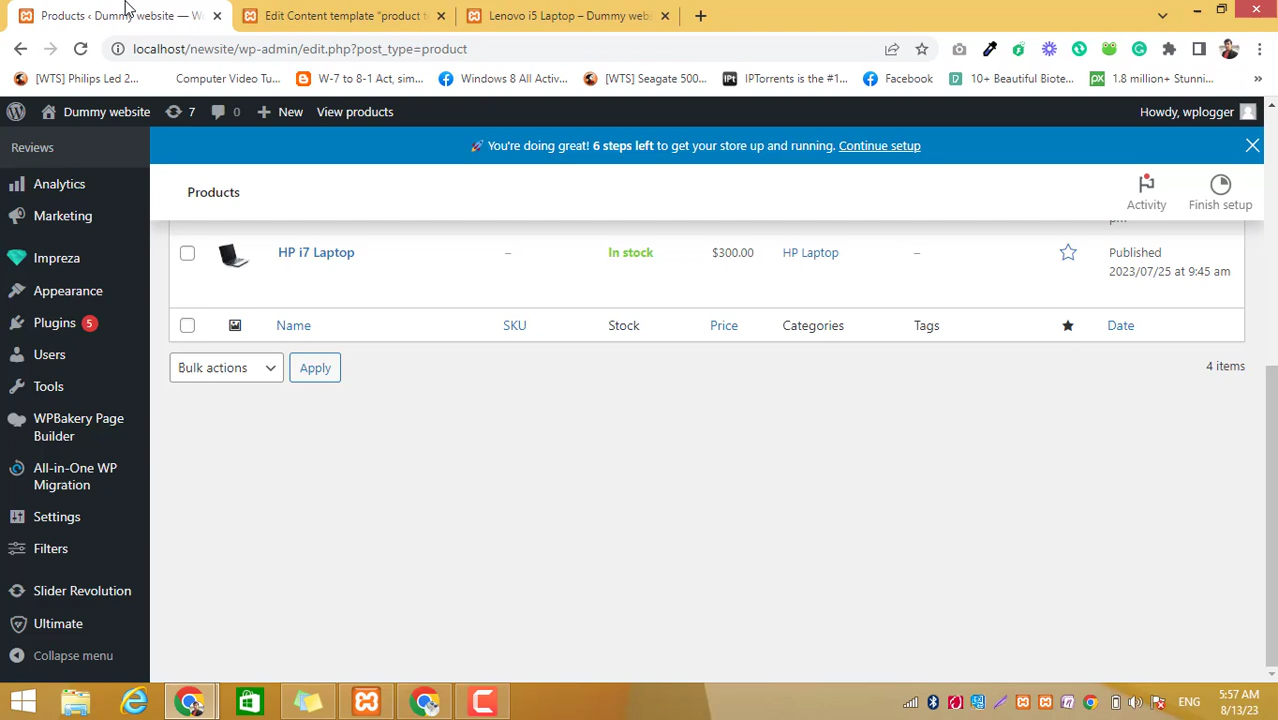 Products ‹ Dummy website — W
Edit Content template "product t
Lenovo i5 Laptop – Dummy webs
localhost/newsite/wp-admin/edit.php?post_type=product
[WTS] Philips Led 2...
Computer Video Tu...
W-7 to 8-1 Act, sim...
Windows 8 All Activ...
[WTS] Seagate 500...
IPTorrents is the #1...
Facebook
10+ Beautiful Biote...
1.8 million+ Stunni...
»
Dummy website
7
0
New
View products
Howdy, wplogger
Reviews
Analytics
Marketing
Impreza
Appearance
Plugins 5
Users
Tools
WPBakery Page
Builder
All-in-One WP
Migration
Settings
Filters
Slider Revolution
Ultimate
Collapse menu
You're doing great! 6 steps left to get your store up and running. Continue setup
Products
Activity
Finish setup
pm
HP i7 Laptop
–
In stock
$300.00
HP Laptop
–
Published
2023/07/25 at 9:45 am
Name
SKU
Stock
Price
Categories
Tags
Date
Bulk actions
Apply
4 items
ENG
5:57 AM
8/13/23